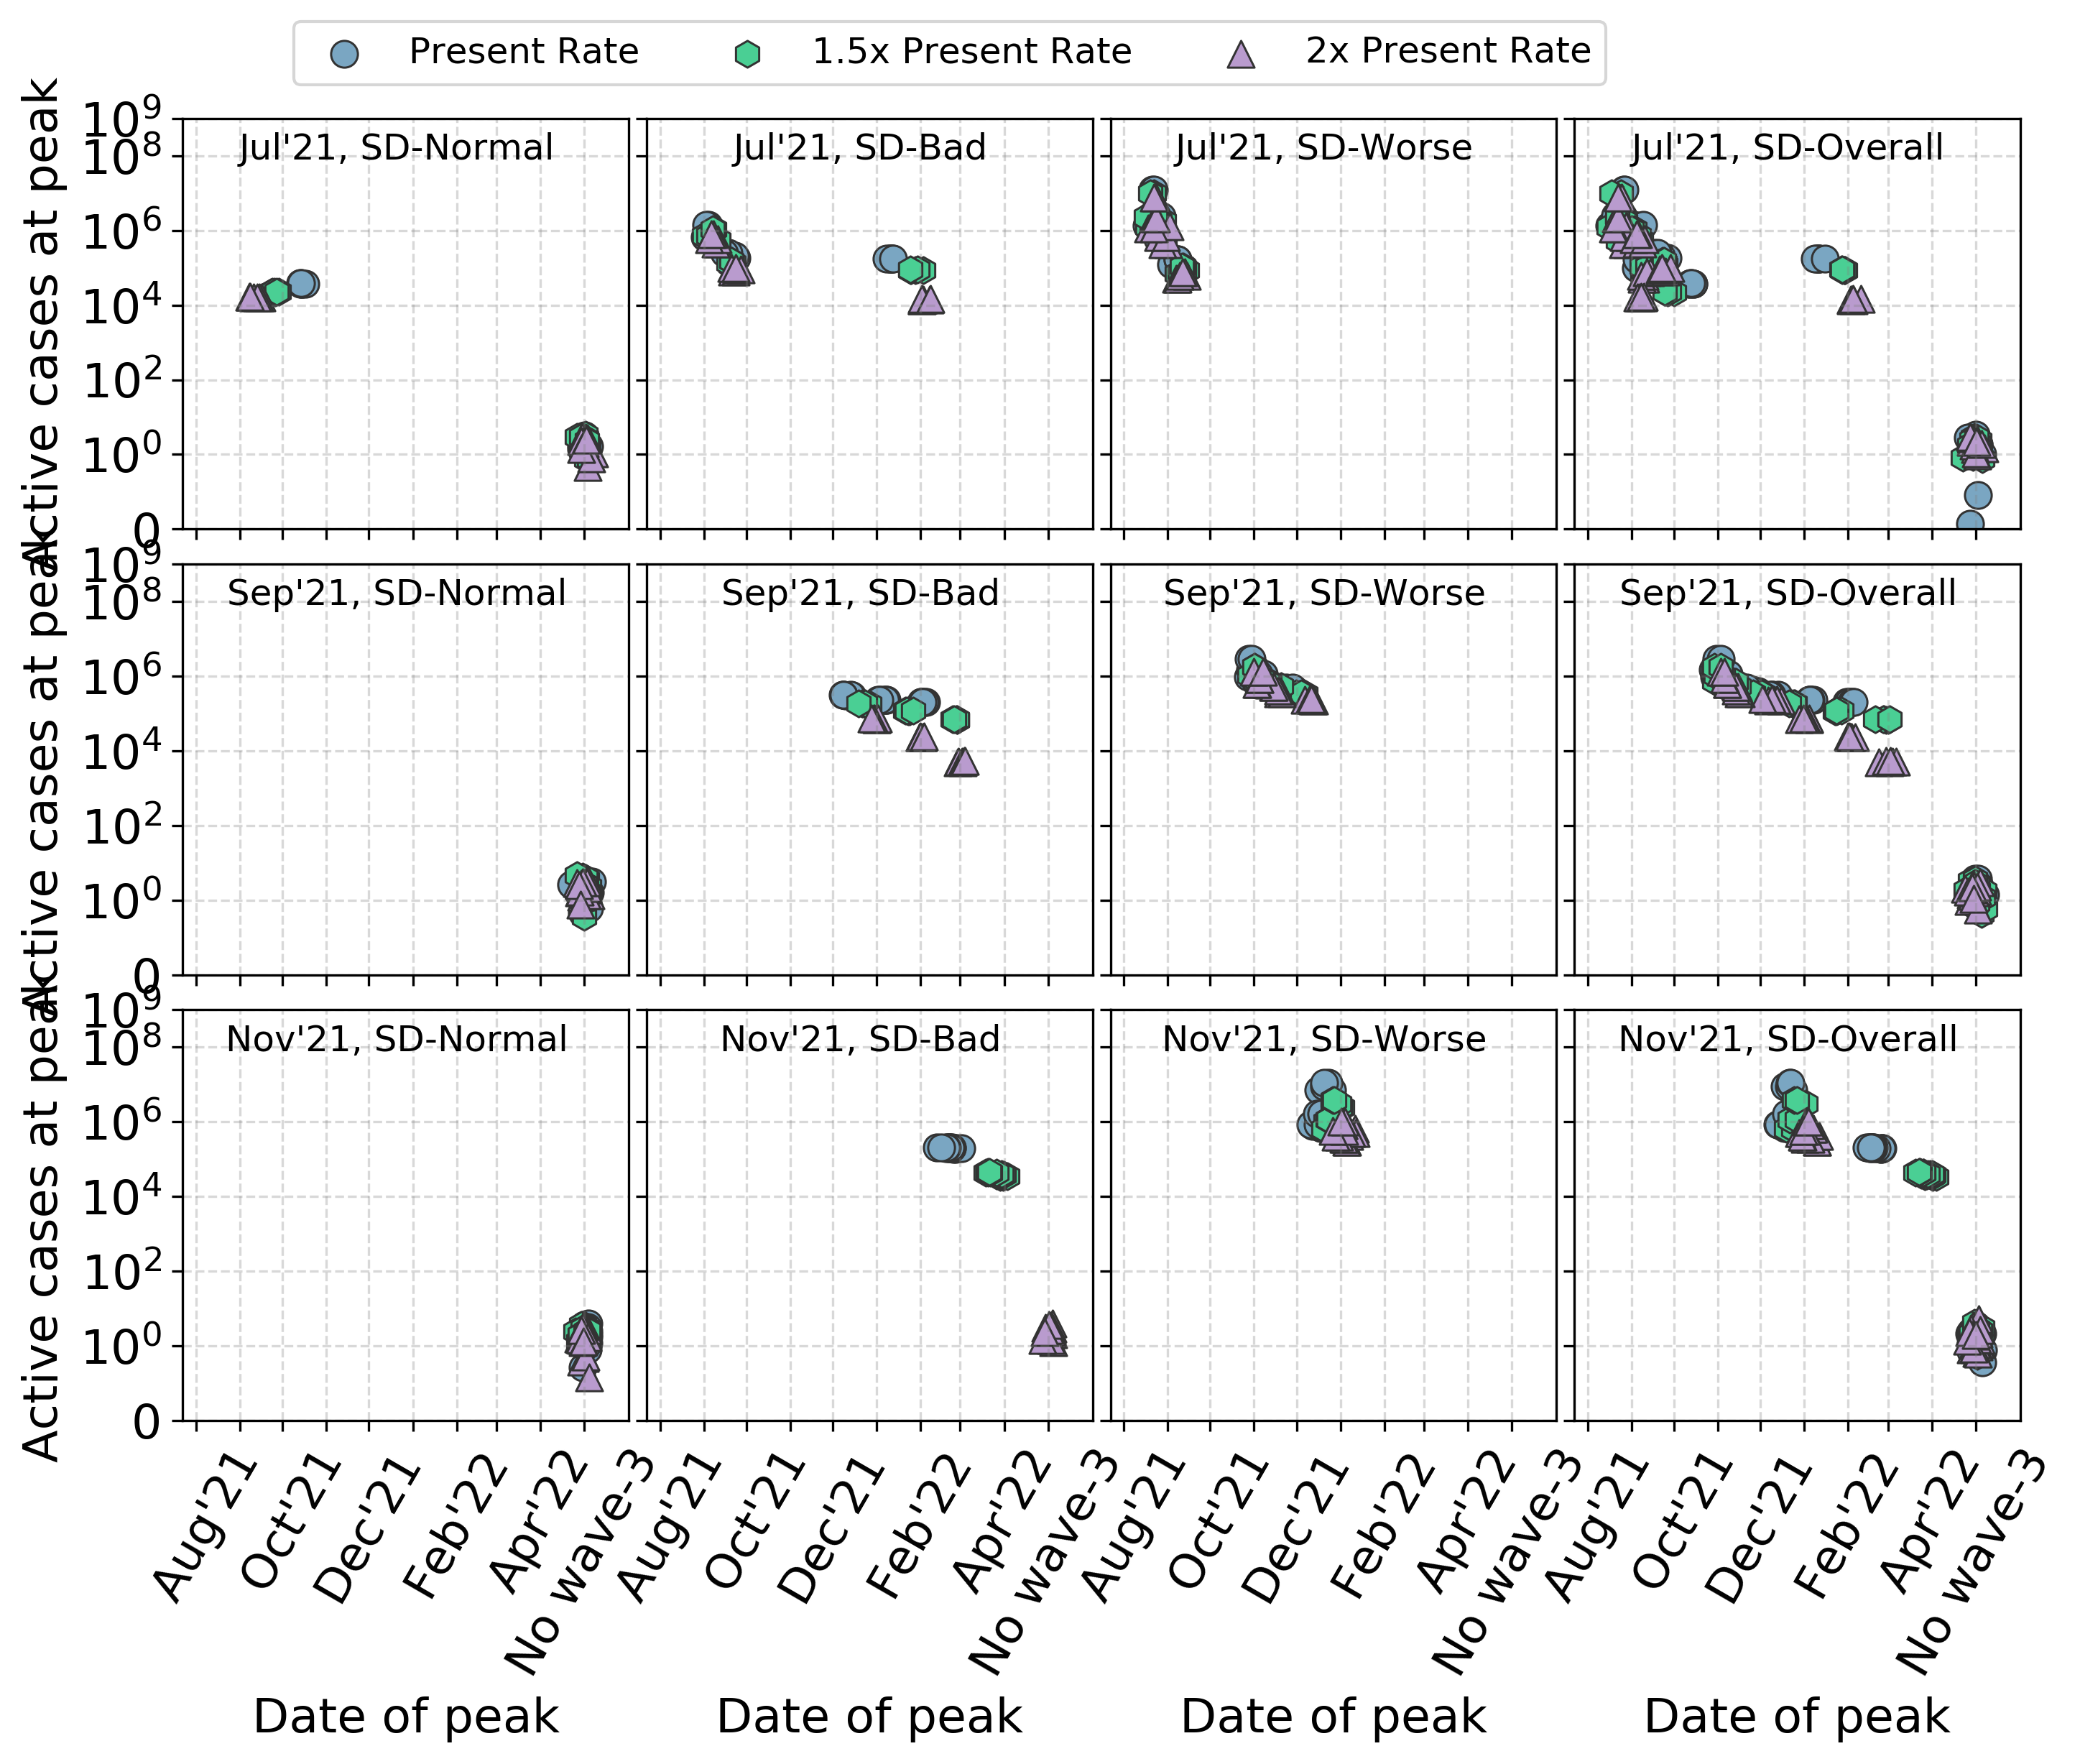 Present Rate 1.5x Present Rate 2x Present Rate
Active cases at peak
10^9
10^8
10^6
10^4
10^2
10^0
0
Jul'21, SD-Normal
Jul'21, SD-Bad
Jul'21, SD-Worse
Jul'21, SD-Overall
Active cases at peak
10^9
10^8
10^6
10^4
10^2
10^0
0
Sep'21, SD-Normal
Sep'21, SD-Bad
Sep'21, SD-Worse
Sep'21, SD-Overall
Active cases at peak
10^9
10^8
10^6
10^4
10^2
10^0
0
Nov'21, SD-Normal
Nov'21, SD-Bad
Nov'21, SD-Worse
Nov'21, SD-Overall
Aug'21
Oct'21
Dec'21
Feb'22
Apr'22
No wave-3
Aug'21
Oct'21
Dec'21
Feb'22
Apr'22
No wave-3
Aug'21
Oct'21
Dec'21
Feb'22
Apr'22
No wave-3
Aug'21
Oct'21
Dec'21
Feb'22
Apr'22
No wave-3
Date of peak
Date of peak
Date of peak
Date of peak